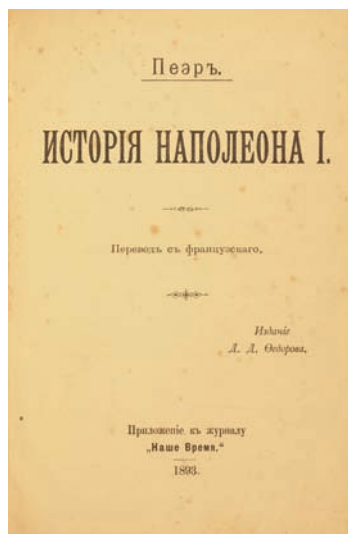 Пеэръ.
ИСТОРІЯ НАПОЛЕОНА I.
Переводъ съ французскаго.
Изданіе
Д. Д. Ѳедорова.
Приложеніе къ журналу
„Наше Время.“
1893.